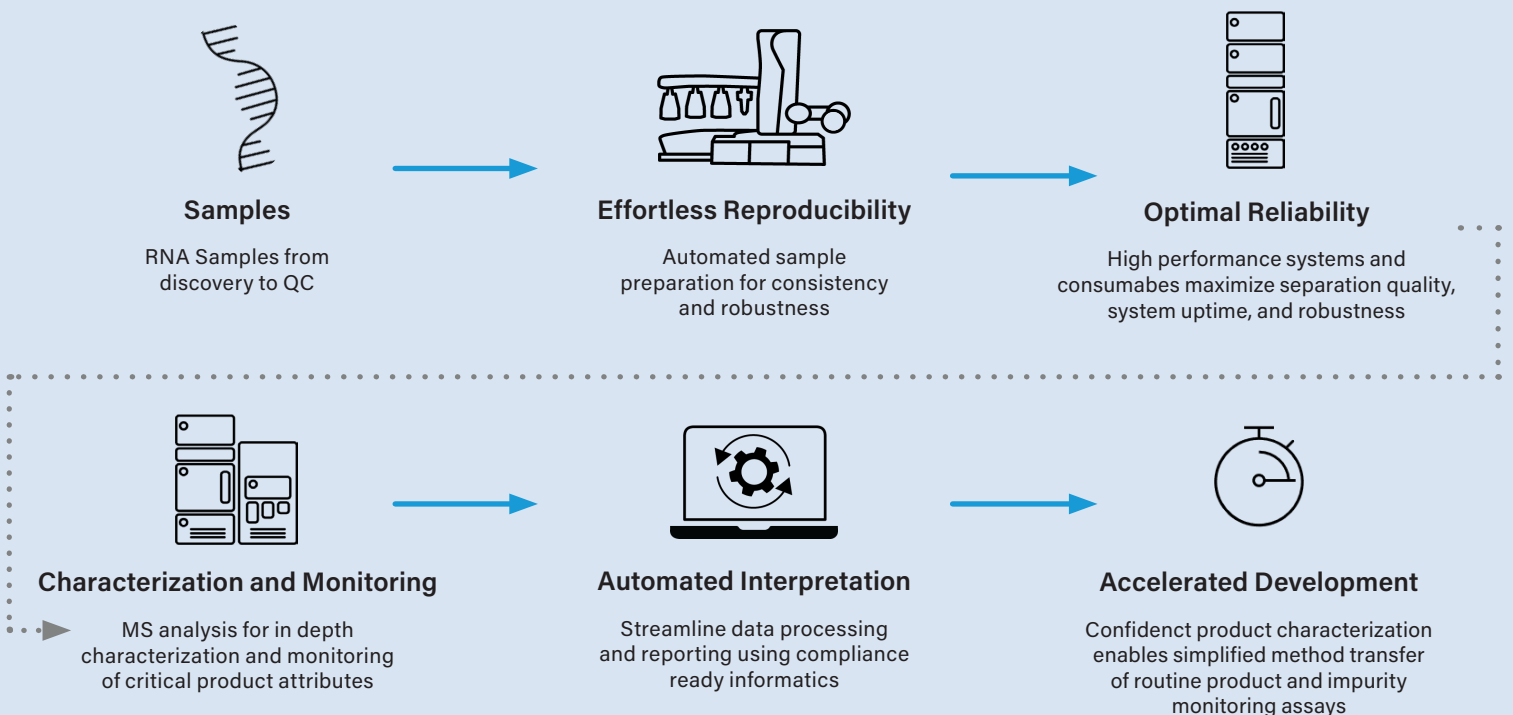 Samples
RNA Samples from
discovery to QC
Effortless Reproducibility
Automated sample
preparation for consistency
and robustness
Optimal Reliability
High performance systems and
consumabes maximize separation quality,
system uptime, and robustness
Characterization and Monitoring
MS analysis for in depth
characterization and monitoring
of critical product attributes
Automated Interpretation
Streamline data processing
and reporting using compliance
ready informatics
Accelerated Development
Confidenct product characterization
enables simplified method transfer
of routine product and impurity
monitoring assays